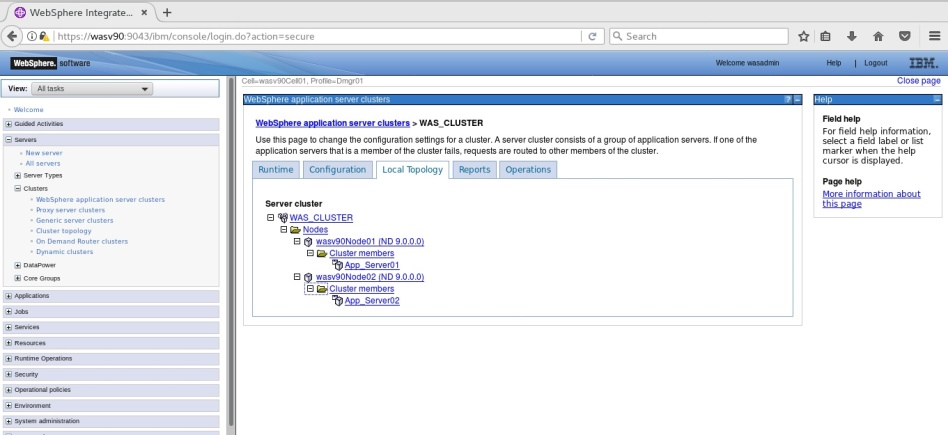 WebSphere Integrate...
https://wasv90:9043/ibm/console/login.do?action=secure
Search
WebSphere. software
Welcome wasadmin
Help | Logout
IBM
View: All tasks
Welcome
Guided Activities
Servers
New server
All servers
Server Types
Clusters
WebSphere application server clusters
Proxy server clusters
Generic server clusters
Cluster topology
On Demand Router clusters
Dynamic clusters
DataPower
Core Groups
Applications
Jobs
Services
Resources
Runtime Operations
Security
Operational policies
Environment
System administration
Cell=wasv90Cell01, Profile=Dmgr01
Close page
WebSphere application server clusters
WebSphere application server clusters > WAS_CLUSTER
Use this page to change the configuration settings for a cluster. A server cluster consists of a group of application servers. If one of the
application servers that is a member of the cluster fails, requests are routed to other members of the cluster.
Runtime
Configuration
Local Topology
Reports
Operations
Server cluster
WAS_CLUSTER
Nodes
wasv90Node01 (ND 9.0.0.0)
Cluster members
App_Server01
wasv90Node02 (ND 9.0.0.0)
Cluster members
App_Server02
Help
Field help
For field help information,
select a field label or list
marker when the help
cursor is displayed.
Page help
More information about
this page